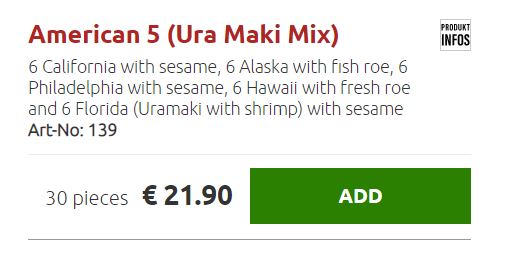 American 5 (Ura Maki Mix)
PRODUKT
INFOS
6 California with sesame, 6 Alaska with fish roe, 6
Philadelphia with sesame, 6 Hawaii with fresh roe
and 6 Florida (Uramaki with shrimp) with sesame
Art-No: 139
30 pieces € 21.90 ADD